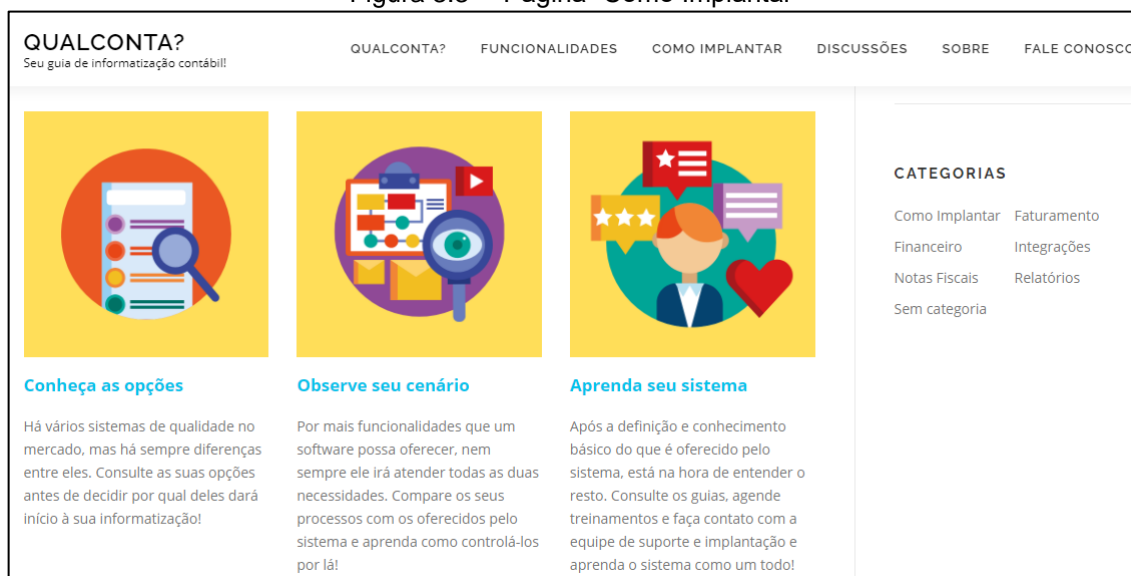 QUALCONTA?
Seu guia de informatização contábil!
QUALCONTA? FUNCIONALIDADES COMO IMPLANTAR DISCUSSÕES SOBRE FALE CONOSCO
Conheça as opções
Há vários sistemas de qualidade no
mercado, mas há sempre diferenças
entre eles. Consulte as suas opções
antes de decidir por qual deles dará
início à sua informatização!
Observe seu cenário
Por mais funcionalidades que um
software possa oferecer, nem
sempre ele irá atender todas as duas
necessidades. Compare os seus
processos com os oferecidos pelo
sistema e aprenda como controlá-los
por lá!
Aprenda seu sistema
Após a definição e conhecimento
básico do que é oferecido pelo
sistema, está na hora de entender o
resto. Consulte os guias, agende
treinamentos e faça contato com a
equipe de suporte e implantação e
aprenda o sistema como um todo!
CATEGORIAS
Como Implantar Faturamento
Financeiro Integrações
Notas Fiscais Relatórios
Sem categoria